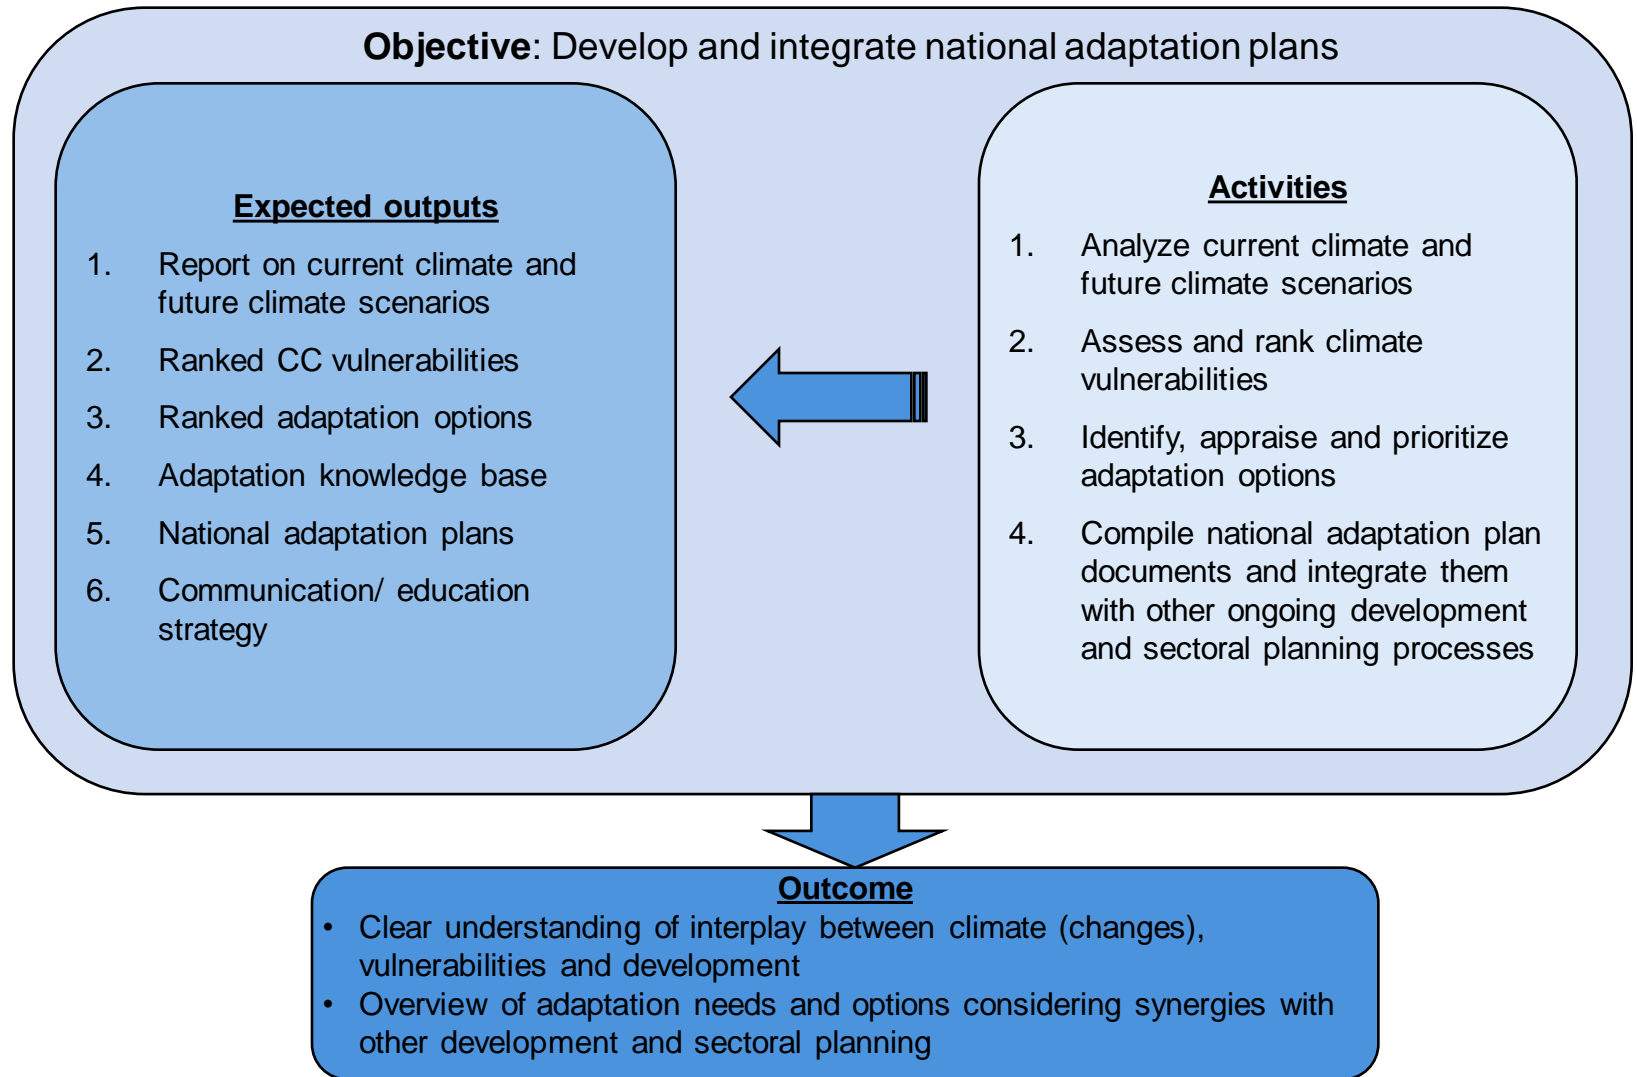 Objective: Develop and integrate national adaptation plans
Expected outputs
1. Report on current climate and
future climate scenarios
2. Ranked CC vulnerabilities
3. Ranked adaptation options
4. Adaptation knowledge base
5. National adaptation plans
6. Communication/ education
strategy
Activities
1. Analyze current climate and
future climate scenarios
2. Assess and rank climate
vulnerabilities
3. Identify, appraise and prioritize
adaptation options
4. Compile national adaptation plan
documents and integrate them
with other ongoing development
and sectoral planning processes
Outcome
• Clear understanding of interplay between climate (changes),
vulnerabilities and development
• Overview of adaptation needs and options considering synergies with
other development and sectoral planning